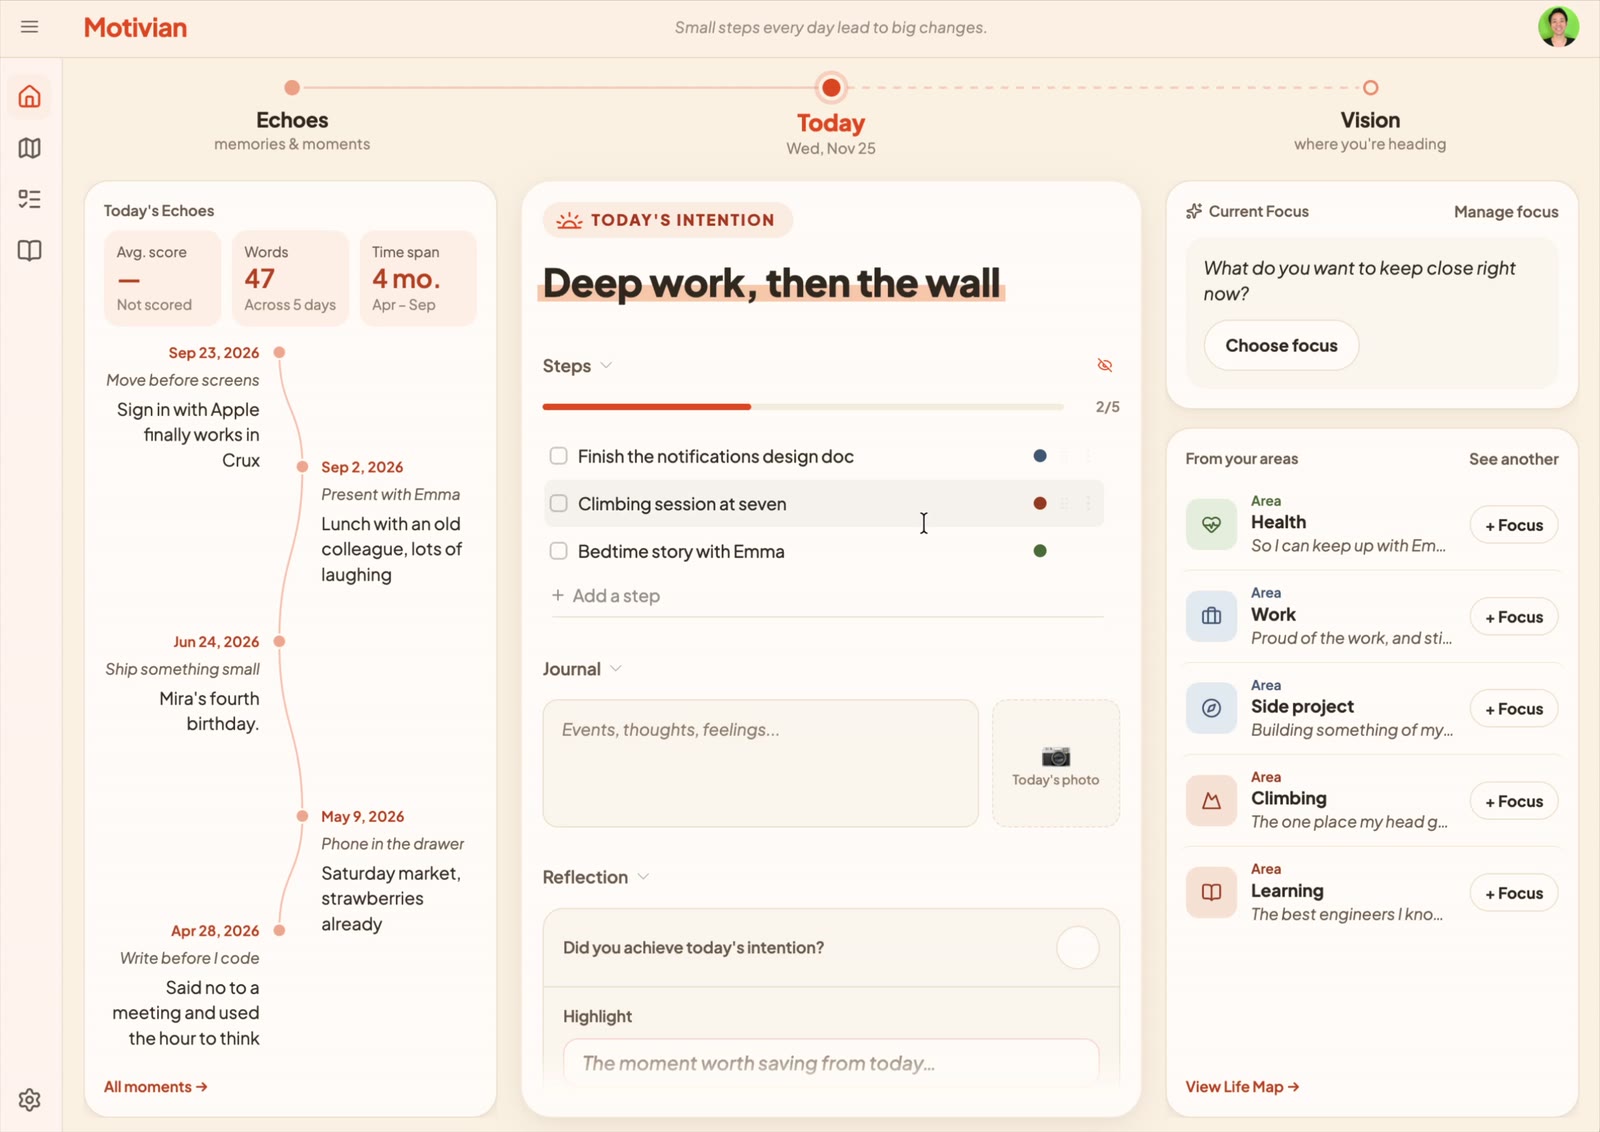 Motivian
Small steps every day lead to big changes.
Echoes
memories & moments
Today
Wed, Nov 25
Vision
where you're heading
Today's Echoes
Avg. score
—
Not scored
Words
47
Across 5 days
Time span
4 mo.
Apr – Sep
Sep 23, 2026
Move before screens
Sign in with Apple
finally works in
Crux
Sep 2, 2026
Present with Emma
Lunch with an old
colleague, lots of
laughing
Jun 24, 2026
Ship something small
Mira's fourth
birthday.
May 9, 2026
Phone in the drawer
Saturday market,
strawberries
already
Apr 28, 2026
Write before I code
Said no to a
meeting and used
the hour to think
All moments →
TODAY'S INTENTION
Deep work, then the wall
Steps
2/5
Finish the notifications design doc
Climbing session at seven
Bedtime story with Emma
+ Add a step
Journal
Events, thoughts, feelings...
Today's photo
Reflection
Did you achieve today's intention?
Highlight
The moment worth saving from today...
Current Focus
Manage focus
What do you want to keep close right
now?
Choose focus
From your areas
See another
Area
Health
So I can keep up with Em...
+ Focus
Area
Work
Proud of the work, and sti...
+ Focus
Area
Side project
Building something of my...
+ Focus
Area
Climbing
The one place my head g...
+ Focus
Area
Learning
The best engineers I kno...
+ Focus
View Life Map →